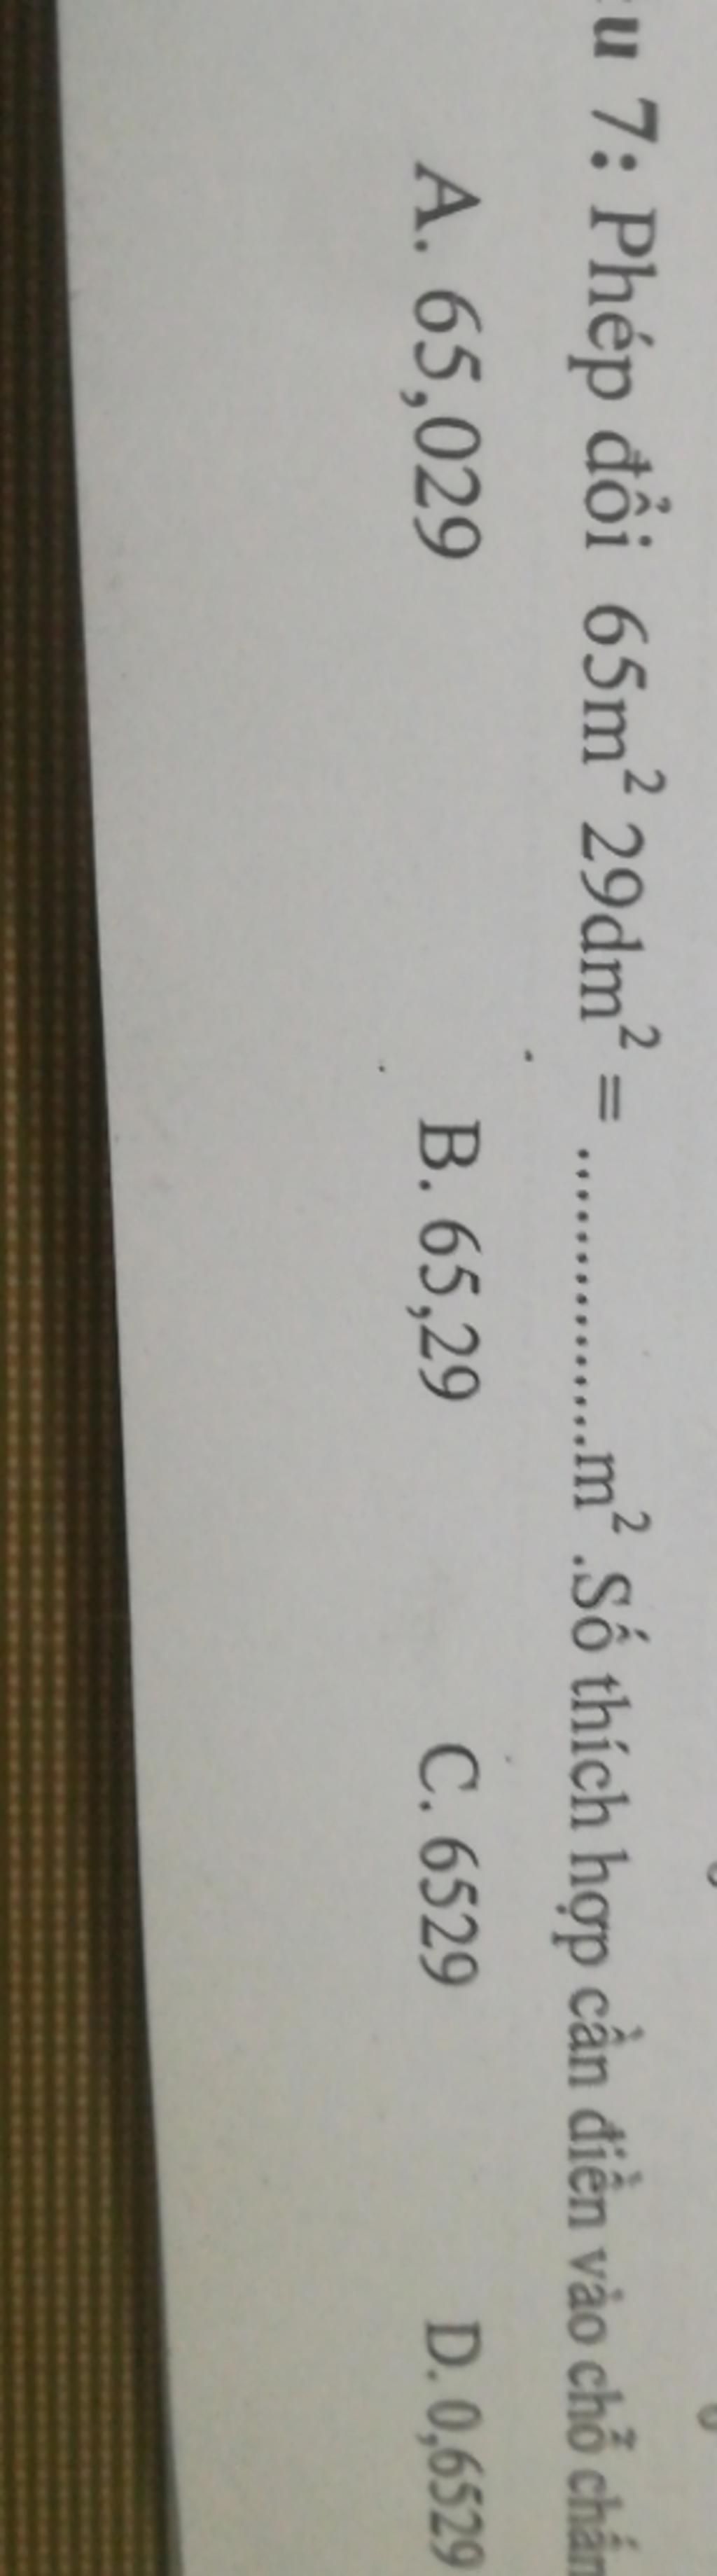 u 7: Phép đổi 65m² 29dm² = ...............m² .Số thích hợp cần điền vào chỗ chấm
A. 65,029 B. 65,29 C. 6529 D. 0,6529